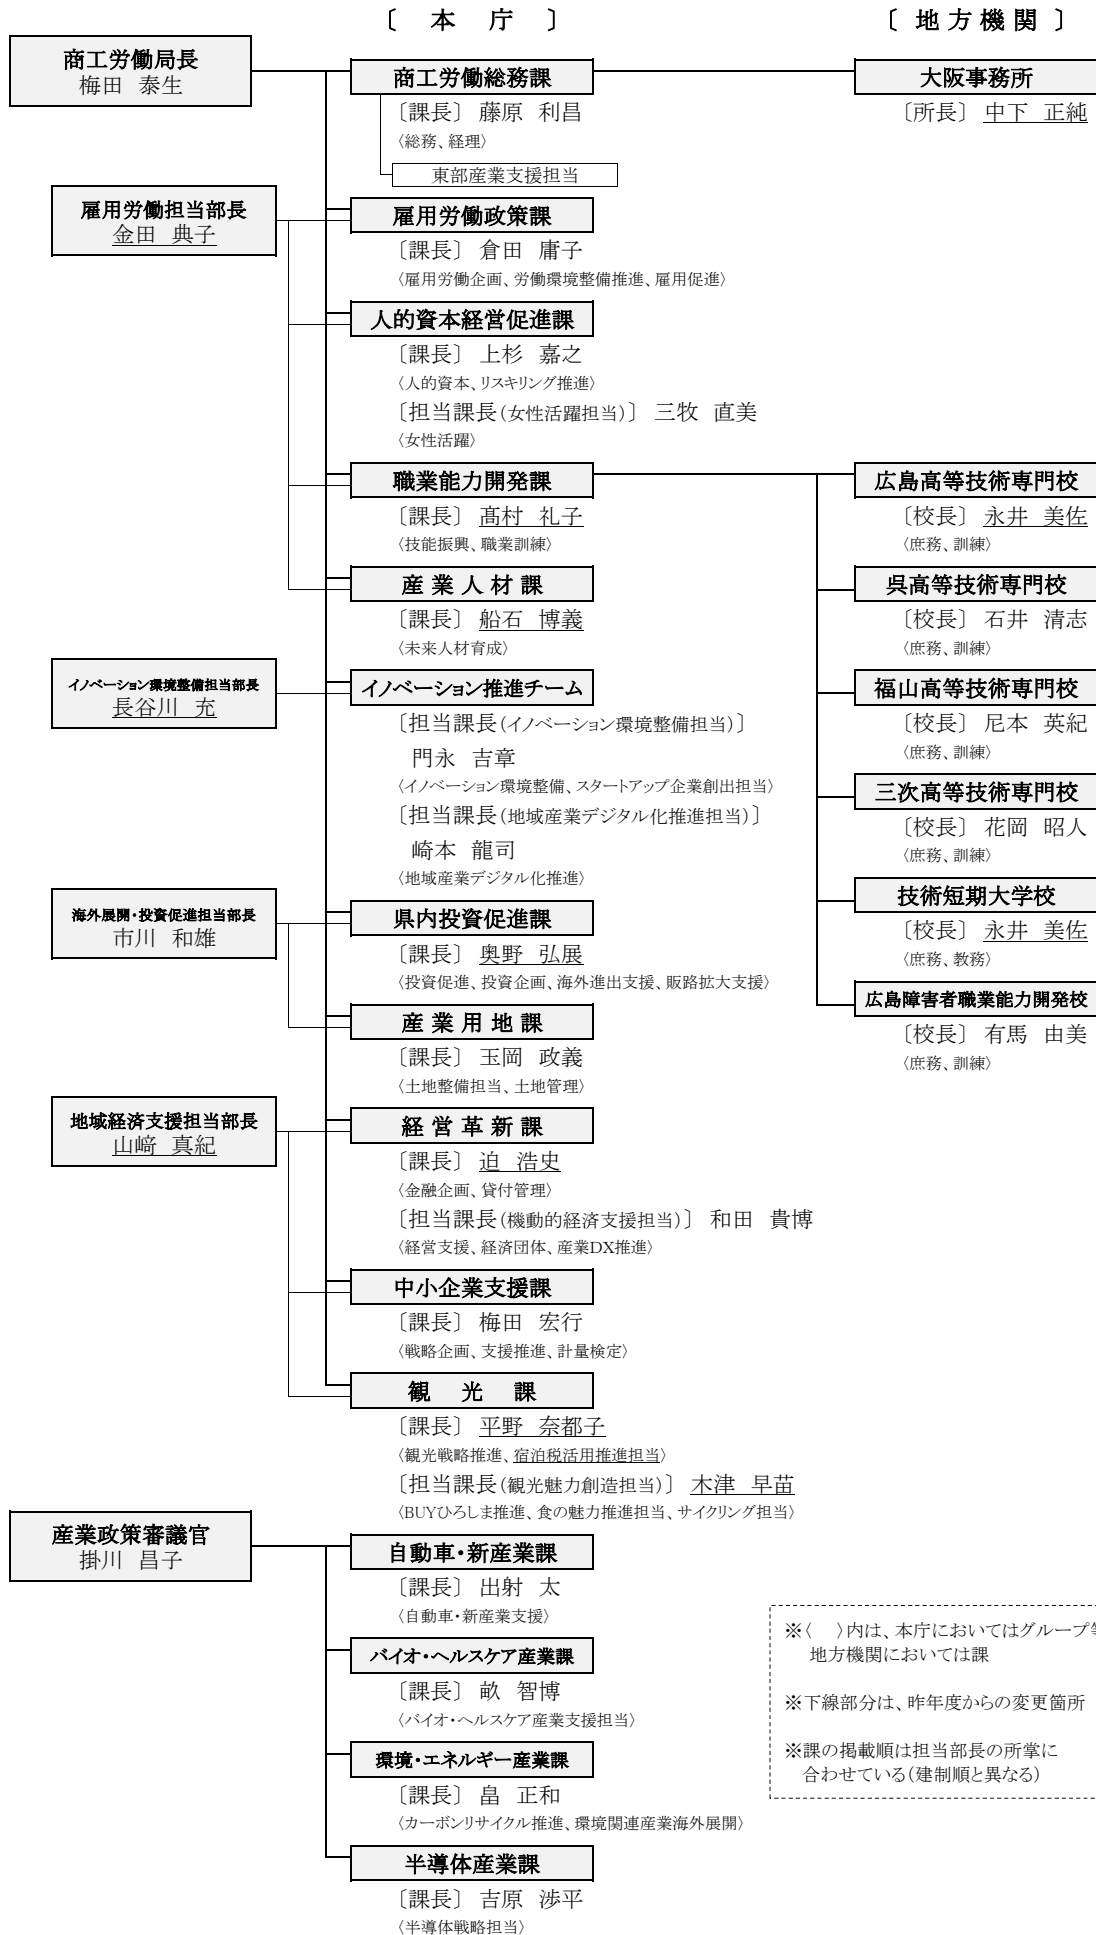 〔 本 庁 〕
〔 地 方 機 関 〕
商工労働局長
梅田 泰生
商工労働総務課
〔課長〕 藤原 利昌
〈総務、経理〉
東部産業支援担当
大阪事務所
〔所長〕 中下 正純
雇用労働担当部長
金田 典子
雇用労働政策課
〔課長〕 倉田 庸子
〈雇用労働企画、労働環境整備推進、雇用促進〉
人的資本経営促進課
〔課長〕 上杉 嘉之
〈人的資本、リスキリング推進〉
〔担当課長(女性活躍担当)〕 三牧 直美
〈女性活躍〉
職業能力開発課
〔課長〕 髙村 礼子
〈技能振興、職業訓練〉
広島高等技術専門校
〔校長〕 永井 美佐
〈庶務、訓練〉
産 業 人 材 課
〔課長〕 船石 博義
〈未来人材育成〉
呉高等技術専門校
〔校長〕 石井 清志
〈庶務、訓練〉
イノベーション環境整備担当部長
長谷川 充
イノベーション推進チーム
〔担当課長(イノベーション環境整備担当)〕
門永 吉章
〈イノベーション環境整備、スタートアップ企業創出担当〉
〔担当課長(地域産業デジタル化推進担当)〕
崎本 龍司
〈地域産業デジタル化推進〉
福山高等技術専門校
〔校長〕 尼本 英紀
〈庶務、訓練〉
三次高等技術専門校
〔校長〕 花岡 昭人
〈庶務、訓練〉
技術短期大学校
〔校長〕 永井 美佐
〈庶務、教務〉
広島障害者職業能力開発校
〔校長〕 有馬 由美
〈庶務、訓練〉
海外展開・投資促進担当部長
市川 和雄
県内投資促進課
〔課長〕 奥野 弘展
〈投資促進、投資企画、海外進出支援、販路拡大支援〉
産 業 用 地 課
〔課長〕 玉岡 政義
〈土地整備担当、土地管理〉
地域経済支援担当部長
山﨑 真紀
経 営 革 新 課
〔課長〕 迫 浩史
〈金融企画、貸付管理〉
〔担当課長(機動的経済支援担当)〕 和田 貴博
〈経営支援、経済団体、産業DX推進〉
中小企業支援課
〔課長〕 梅田 宏行
〈戦略企画、支援推進、計量検定〉
観 光 課
〔課長〕 平野 奈都子
〈観光戦略推進、宿泊税活用推進担当〉
〔担当課長(観光魅力創造担当)〕 木津 早苗
〈BUYひろしま推進、食の魅力推進担当、サイクリング担当〉
産業政策審議官
掛川 昌子
自動車・新産業課
〔課長〕 出射 太
〈自動車・新産業支援〉
バイオ・ヘルスケア産業課
〔課長〕 畝 智博
〈バイオ・ヘルスケア産業支援担当〉
環境・エネルギー産業課
〔課長〕 畠 正和
〈カーボンリサイクル推進、環境関連産業海外展開〉
半導体産業課
〔課長〕 吉原 渉平
〈半導体戦略担当〉
※〈 〉内は、本庁においてはグループ等
地方機関においては課
※下線部分は、昨年度からの変更箇所
※課の掲載順は担当部長の所掌に
合わせている(建制順と異なる)